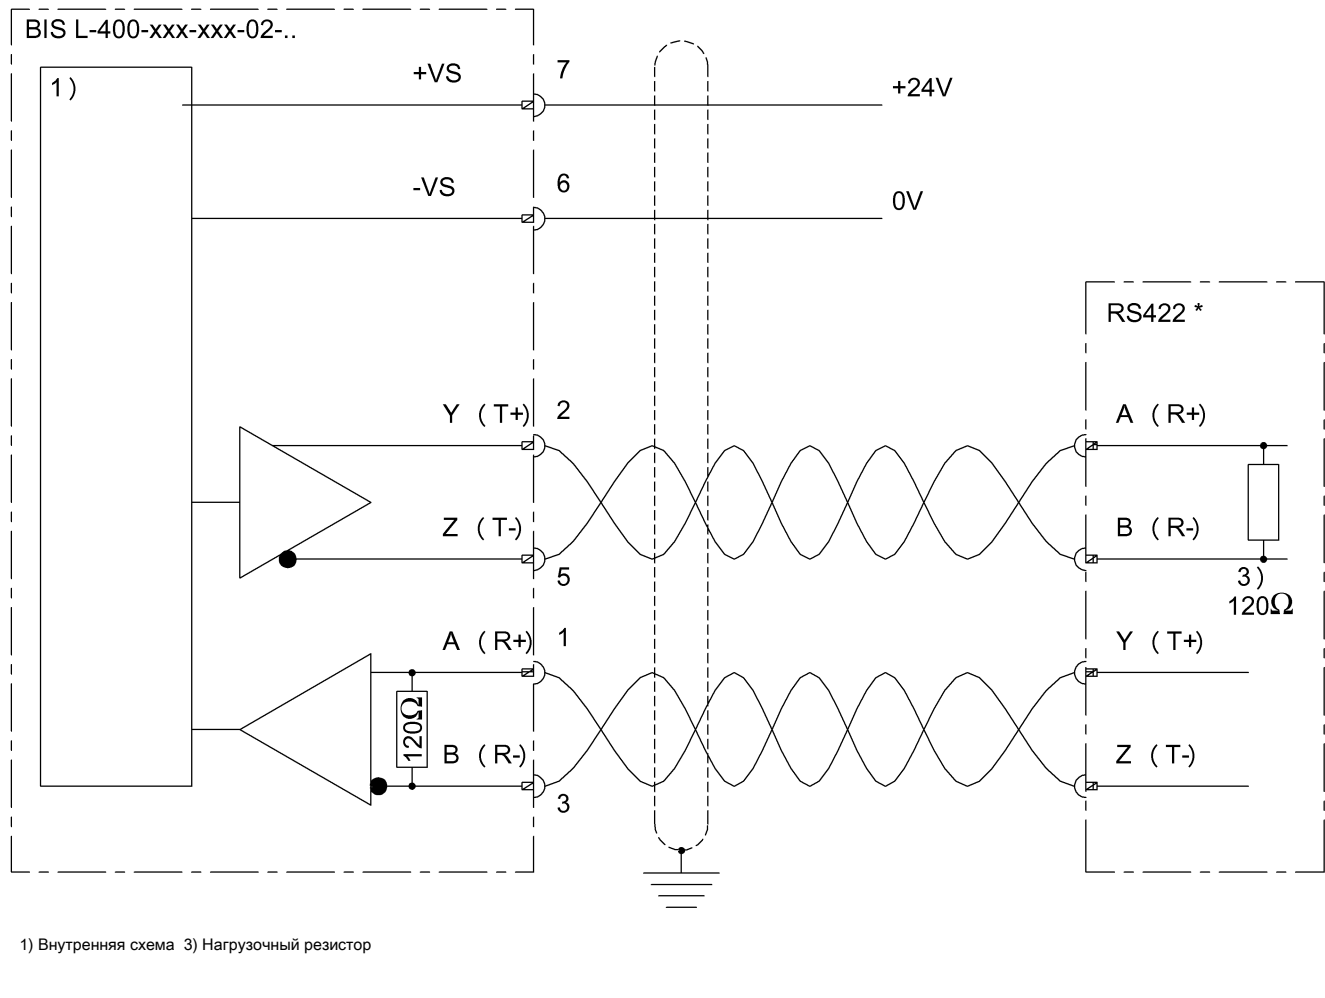 BIS L-400-xxx-xxx-02-..
1)
+VS
7
+24V
-VS
6
0V
RS422 *
Y (T+)
2
A (R+)
Z (T-)
5
B (R-)
3)
120Ω
A (R+)
1
Y (T+)
120Ω
B (R-)
3
Z (T-)
1) Внутренняя схема 3) Нагрузочный резистор